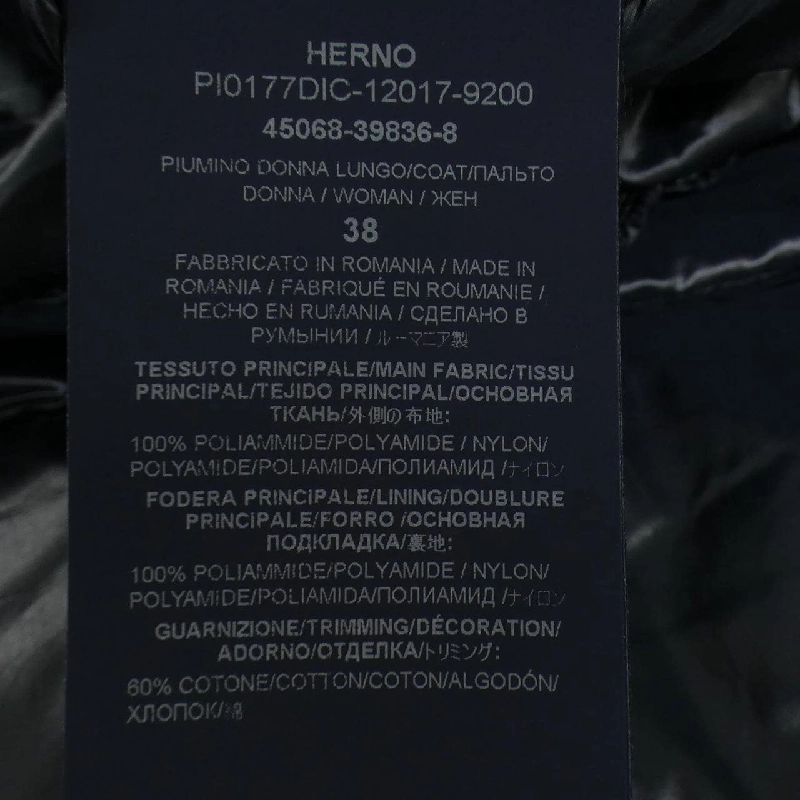 HERNO
PI0177DIC-12017-9200
45068-39836-8
PIUMINO DONNA LUNGO/COAT/ПАЛЬТО
DONNA / WOMAN / ЖЕН
38
FABBRICATO IN ROMANIA / MADE IN
ROMANIA / FABRIQUÉ EN ROUMANIE /
HECHO EN RUMANIA / СДЕЛАНО В
РУМЫНИИ / ルーマニア製
TESSUTO PRINCIPALE/MAIN FABRIC/TISSU
PRINCIPAL/TEJIDO PRINCIPAL/ОСНОВНАЯ
ТКАНЬ/外側の布地:
100% POLIAMMIDE/POLYAMIDE / NYLON/
POLYAMIDE/POLIAMIDA/ПОЛИАМИД /ナイロン
FODERA PRINCIPALE/LINING/DOUBLURE
PRINCIPALE/FORRO /ОСНОВНАЯ
ПОДКЛАДКА/裏地:
100% POLIAMMIDE/POLYAMIDE / NYLON/
POLYAMIDE/POLIAMIDA/ПОЛИАМИД /ナイロン
GUARNIZIONE/TRIMMING/DÉCORATION/
ADORNO/ОТДЕЛКА/トリミング:
60% COTONE/COTTON/COTON/ALGODÓN/
ХЛОПОК/綿